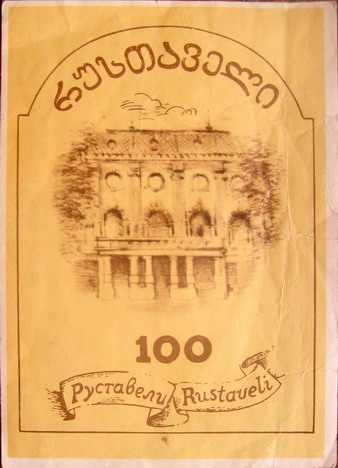 რუსთაველი
100
Руставели Rustaveli